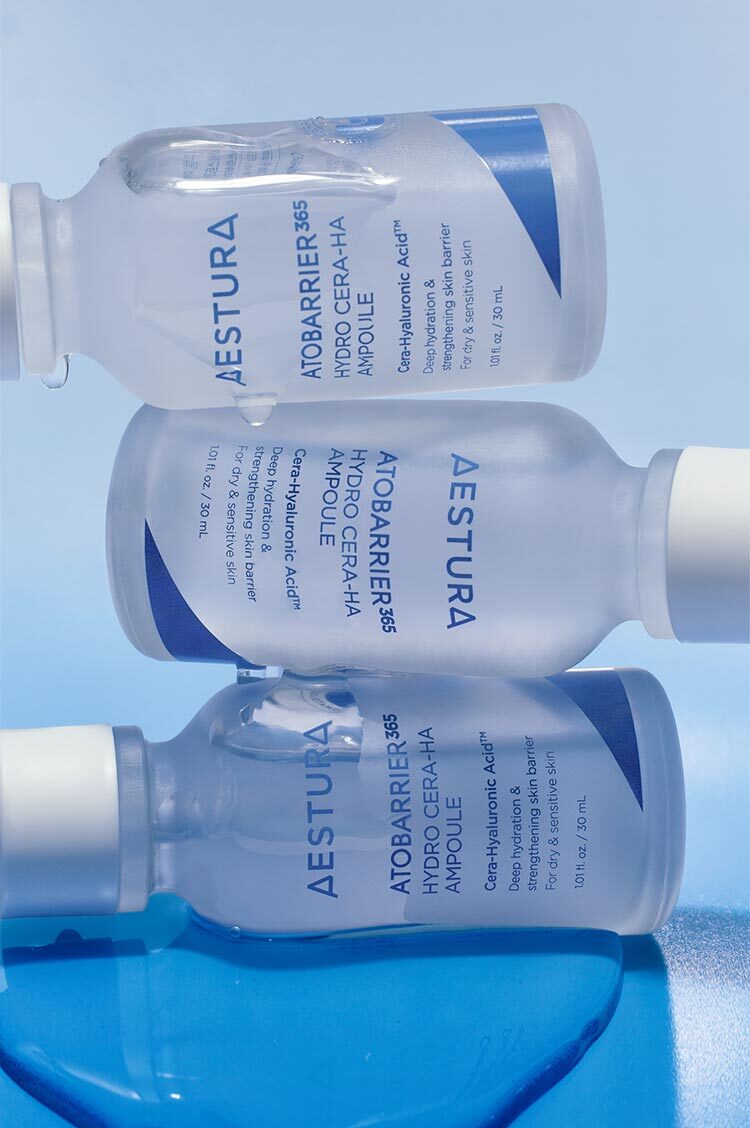 AESTURA
ATOBARRIER365
HYDRO CERA-HA
AMPOULE
Cera-Hyaluronic Acid™
Deep hydration &
strengthening skin barrier
For dry & sensitive skin
1.01 fl. oz. / 30 mL
AESTURA
ATOBARRIER365
HYDRO CERA-HA
AMPOULE
Cera-Hyaluronic Acid™
Deep hydration &
strengthening skin barrier
For dry & sensitive skin
1.01 fl. oz. / 30 mL
AESTURA
ATOBARRIER365
HYDRO CERA-HA
AMPOULE
Cera-Hyaluronic Acid™
Deep hydration &
strengthening skin barrier
For dry & sensitive skin
1.01 fl. oz. / 30 mL